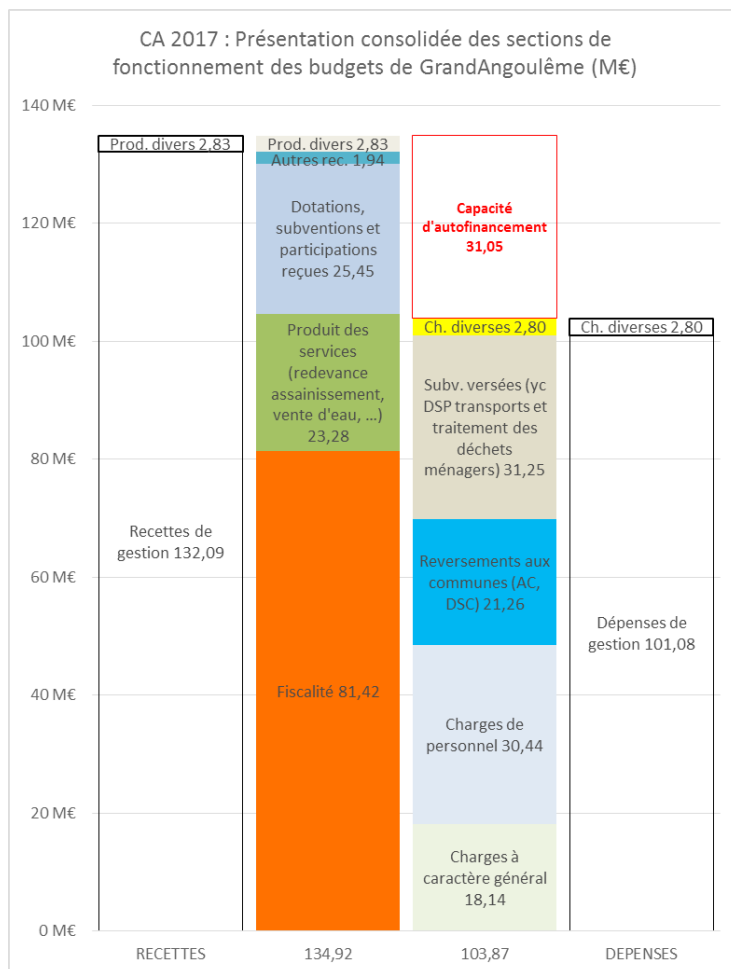 CA 2017 : Présentation consolidée des sections de
fonctionnement des budgets de GrandAngoulême (M€)
140 M€
120 M€
100 M€
80 M€
60 M€
40 M€
20 M€
0 M€
Prod. divers 2,83
Recettes de
gestion 132,09
Prod. divers 2,83
Autres rec. 1,94
Dotations,
subventions et
participations
reçues 25,45
Produit des
services
(redevance
assainissement,
vente d'eau, ...)
23,28
Fiscalité 81,42
Capacité
d'autofinancement
31,05
Ch. diverses 2,80
Subv. versées (yc
DSP transports et
traitement des
déchets
ménagers) 31,25
Reversements aux
communes (AC,
DSC) 21,26
Charges de
personnel 30,44
Charges à
caractère général
18,14
Ch. diverses 2,80
Dépenses de
gestion 101,08
RECETTES
134,92
103,87
DEPENSES